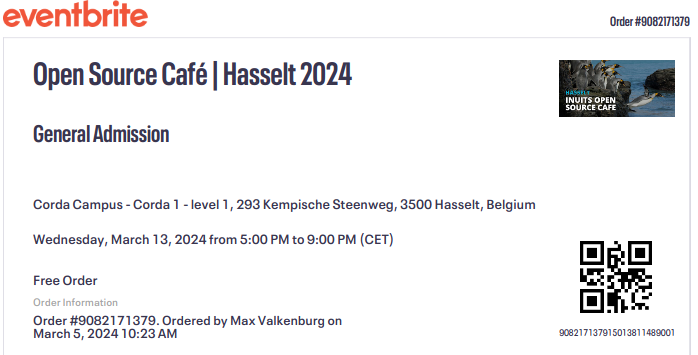 eventbrite
Order #9082171379
Open Source Café | Hasselt 2024
HASSELT
INUITS OPEN
SOURCE CAFE
General Admission
Corda Campus - Corda 1 - level 1, 293 Kempische Steenweg, 3500 Hasselt, Belgium
Wednesday, March 13, 2024 from 5:00 PM to 9:00 PM (CET)
Free Order
Order Information
Order #9082171379. Ordered by Max Valkenburg on
March 5, 2024 10:23 AM
908217137915013811489001